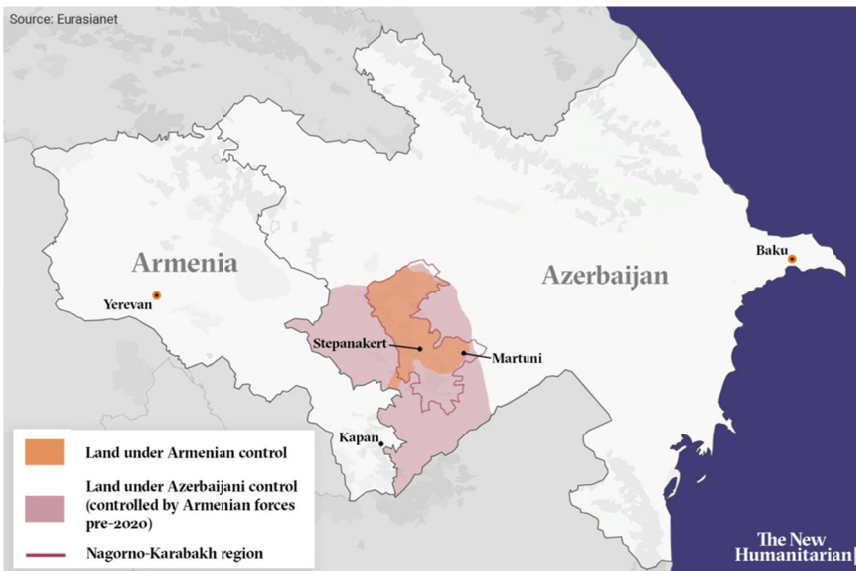 Source: Eurasianet
Armenia
Azerbaijan
Baku
Yerevan
Stepanakert
Martuni
Kapan
Land under Armenian control
Land under Azerbaijani control
(controlled by Armenian forces
pre-2020)
Nagorno-Karabakh region
The New
Humanitarian